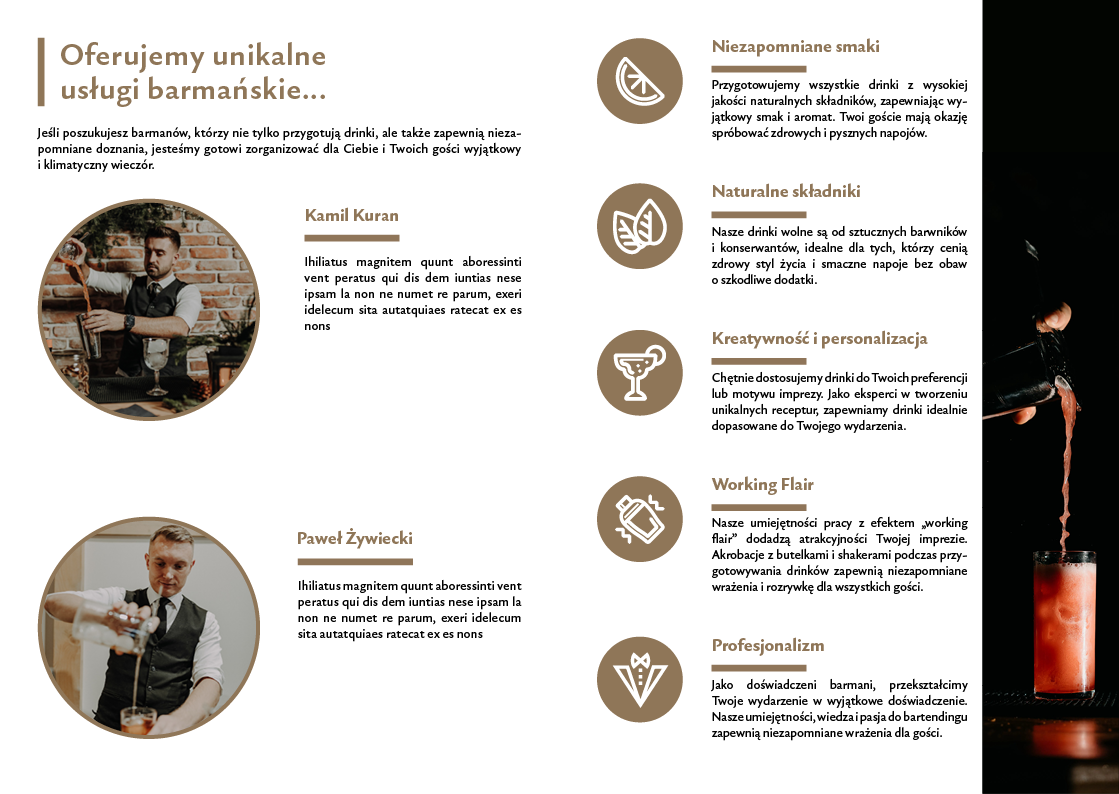 Oferujemy unikalne
usługi barmańskie...
Jeśli poszukujesz barmanów, którzy nie tylko przygotują drinki, ale także zapewnią nieza-
pomniane doznania, jesteśmy gotowi zorganizować dla Ciebie i Twoich gości wyjątkowy
i klimatyczny wieczór.
Kamil Kuran
Ihiliatus magnitem quunt aboressinti
vent peratus qui dis dem iuntias nese
ipsam la non ne numet re parum, exeri
idelecum sita autatquiaes ratecat ex es
nons
Paweł Żywiecki
Ihiliatus magnitem quunt aboressinti vent
peratus qui dis dem iuntias nese ipsam la
non ne numet re parum, exeri idelecum
sita autatquiaes ratecat ex es nons
Niezapomniane smaki
Przygotowujemy wszystkie drinki z wysokiej
jakości naturalnych składników, zapewniając wy-
jątkowy smak i aromat. Twoi goście mają okazję
spróbować zdrowych i pysznych napojów.
Naturalne składniki
Nasze drinki wolne są od sztucznych barwników
i konserwantów, idealne dla tych, którzy cenią
zdrowy styl życia i smaczne napoje bez obaw
o szkodliwe dodatki.
Kreatywność i personalizacja
Chętnie dostosujemy drinki do Twoich preferencji
lub motywu imprezy. Jako eksperci w tworzeniu
unikalnych receptur, zapewniamy drinki idealnie
dopasowane do Twojego wydarzenia.
Working Flair
Nasze umiejętności pracy z efektem „working
flair” dodadzą atrakcyjności Twojej imprezie.
Akrobacje z butelkami i shakerami podczas przy-
gotowywania drinków zapewnią niezapomniane
wrażenia i rozrywkę dla wszystkich gości.
Profesjonalizm
Jako doświadczeni barmani, przekształcimy
Twoje wydarzenie w wyjątkowe doświadczenie.
Nasze umiejętności, wiedza i pasja do bartendingu
zapewnią niezapomniane wrażenia dla gości.